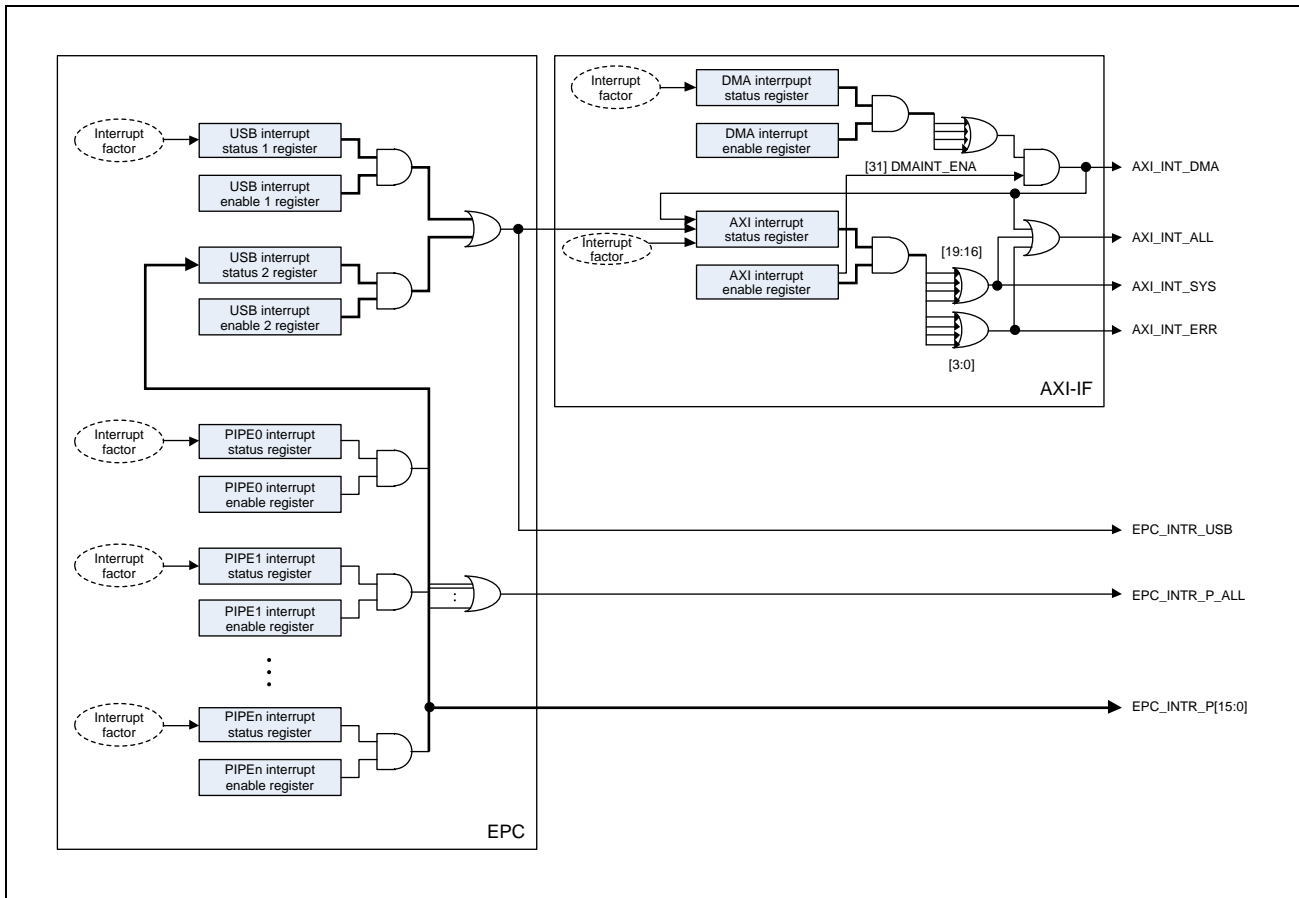 Interrupt
factor
USB interrupt
status 1 register
USB interrupt
enable 1 register
USB interrupt
status 2 register
USB interrupt
enable 2 register
Interrupt
factor
PIPE0 interrupt
status register
PIPE0 interrupt
enable register
Interrupt
factor
PIPE1 interrupt
status register
PIPE1 interrupt
enable register
Interrupt
factor
PIPEn interrupt
status register
PIPEn interrupt
enable register
EPC
Interrupt
factor
DMA interrpupt
status register
DMA interrupt
enable register
[31] DMAINT_ENA
Interrupt
factor
AXI interrupt
status register
AXI interrupt
enable register
[19:16]
[3:0]
AXI-IF
AXI_INT_DMA
AXI_INT_ALL
AXI_INT_SYS
AXI_INT_ERR
EPC_INTR_USB
EPC_INTR_P_ALL
EPC_INTR_P[15:0]